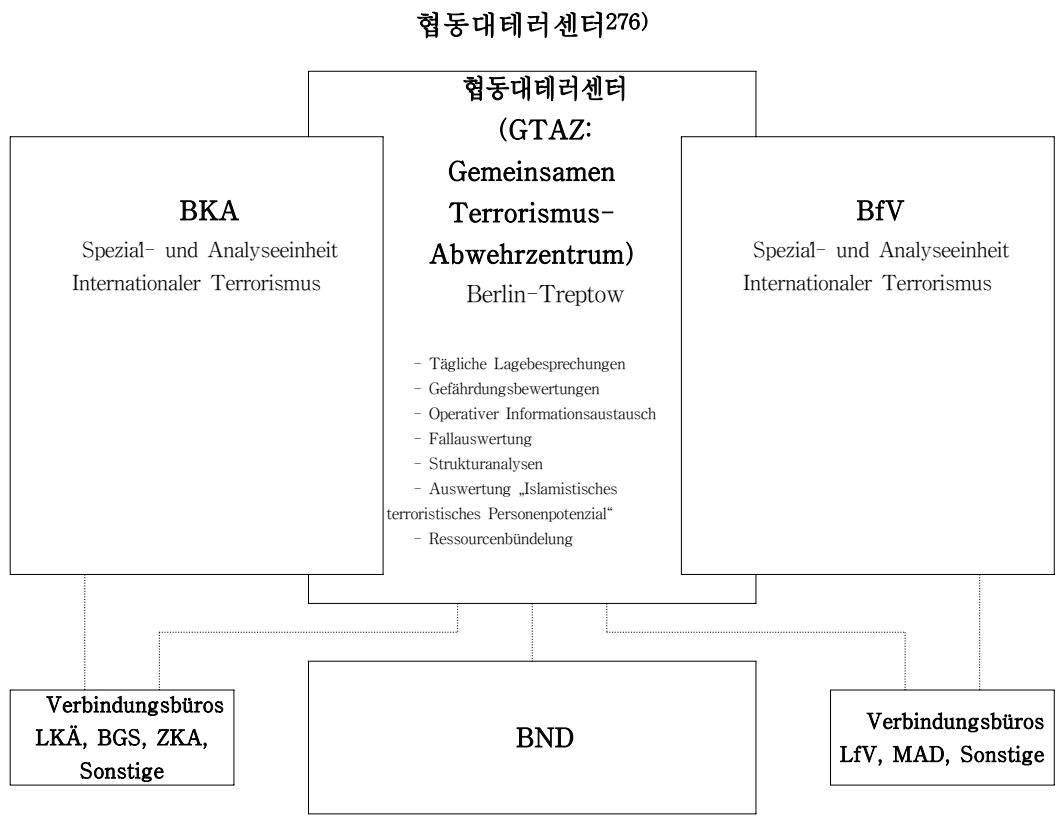 협동대테러센터276)
협동대테러센터
(GTAZ:
Gemeinsamen
Terrorismus-
Abwehrzentrum)
Berlin-Treptow
- Tägliche Lagebesprechungen
- Gefährdungsbewertungen
- Operativer Informationsaustausch
- Fallauswertung
- Strukturanalysen
- Auswertung „Islamistisches
terroristisches Personenpotenzial“
- Ressourcenbündelung
BKA
Spezial- und Analyseeinheit
Internationaler Terrorismus
BfV
Spezial- und Analyseeinheit
Internationaler Terrorismus
Verbindungsbüros
LKÄ, BGS, ZKA,
Sonstige
BND
Verbindungsbüros
LfV, MAD, Sonstige